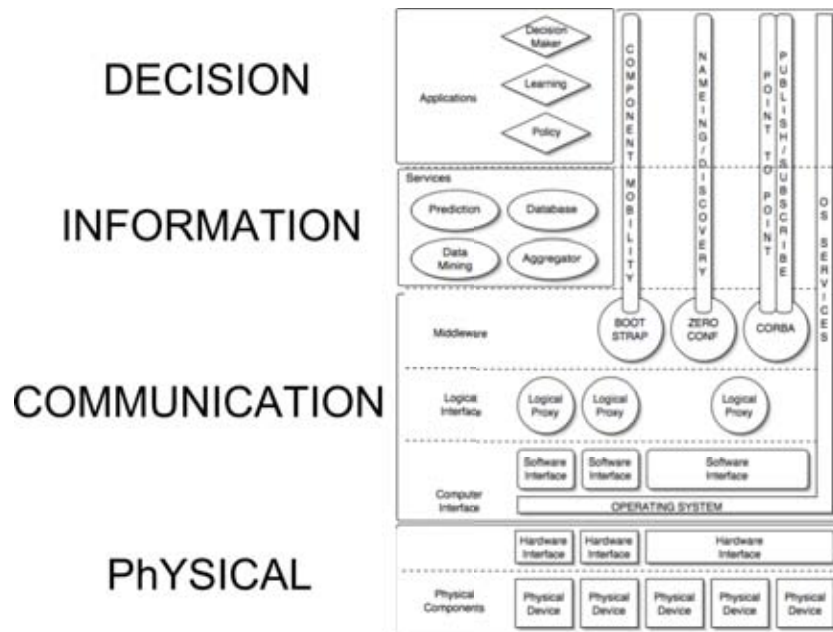 DECISION
Applications
Decision
Maker
Learning
Policy
COMPONENT MOBILITY
NAMEING/DISCOVERY
POINT TO POINT
PUBLISH/SUBSCRIBE
OS SERVICES
INFORMATION
Services
Prediction
Database
Data
Mining
Aggregator
COMMUNICATION
Middleware
BOOT
STRAP
ZERO
CONF
CORBA
Logical
Interface
Logical
Proxy
Logical
Proxy
Logical
Proxy
Computer
Interface
Software
Interface
Software
Interface
Software
Interface
OPERATING SYSTEM
PhYSICAL
Hardware
Interface
Hardware
Interface
Hardware
Interface
Physical
Components
Physical
Device
Physical
Device
Physical
Device
Physical
Device
Physical
Device